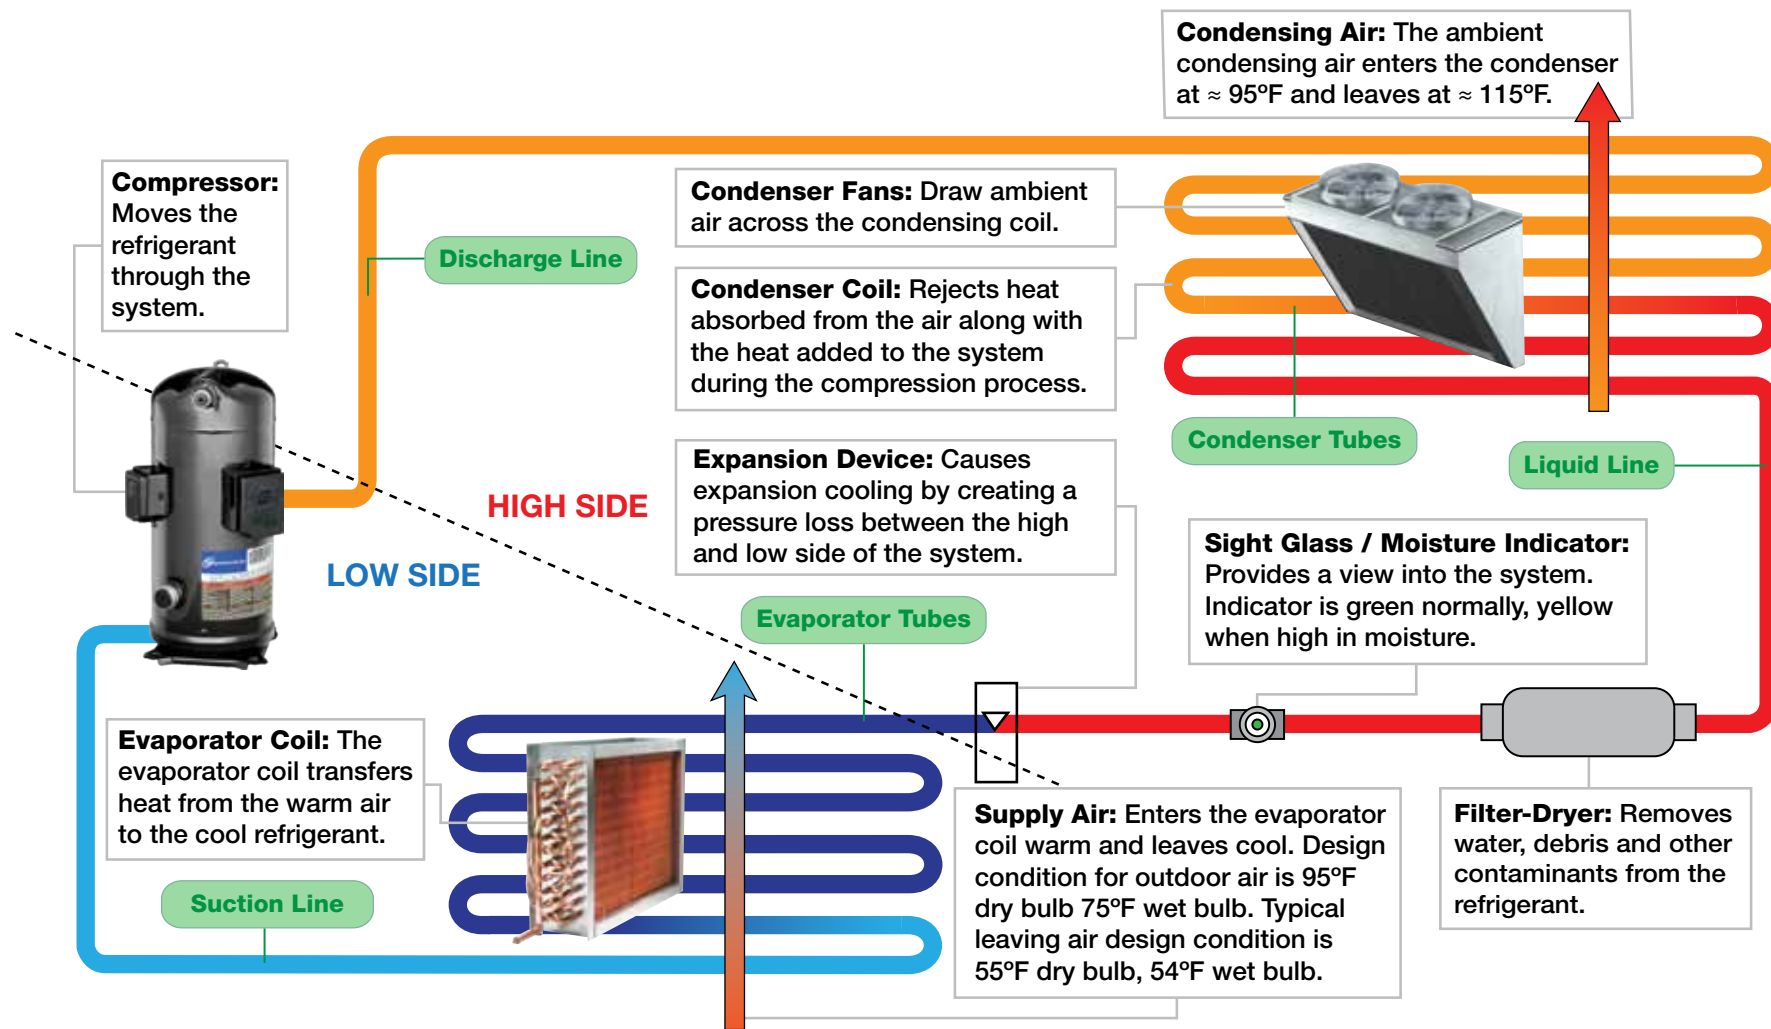 Condensing Air: The ambient
condensing air enters the condenser
at ≈ 95ºF and leaves at ≈ 115ºF.
Compressor:
Moves the
refrigerant
through the
system.
Discharge Line
Condenser Fans: Draw ambient
air across the condensing coil.
Condenser Coil: Rejects heat
absorbed from the air along with
the heat added to the system
during the compression process.
Condenser Tubes
Liquid Line
Expansion Device: Causes
expansion cooling by creating a
pressure loss between the high
and low side of the system.
HIGH SIDE
LOW SIDE
Sight Glass / Moisture Indicator:
Provides a view into the system.
Indicator is green normally, yellow
when high in moisture.
Evaporator Tubes
Evaporator Coil: The
evaporator coil transfers
heat from the warm air
to the cool refrigerant.
Suction Line
Supply Air: Enters the evaporator
coil warm and leaves cool. Design
condition for outdoor air is 95ºF
dry bulb 75ºF wet bulb. Typical
leaving air design condition is
55ºF dry bulb, 54ºF wet bulb.
Filter-Dryer: Removes
water, debris and other
contaminants from the
refrigerant.